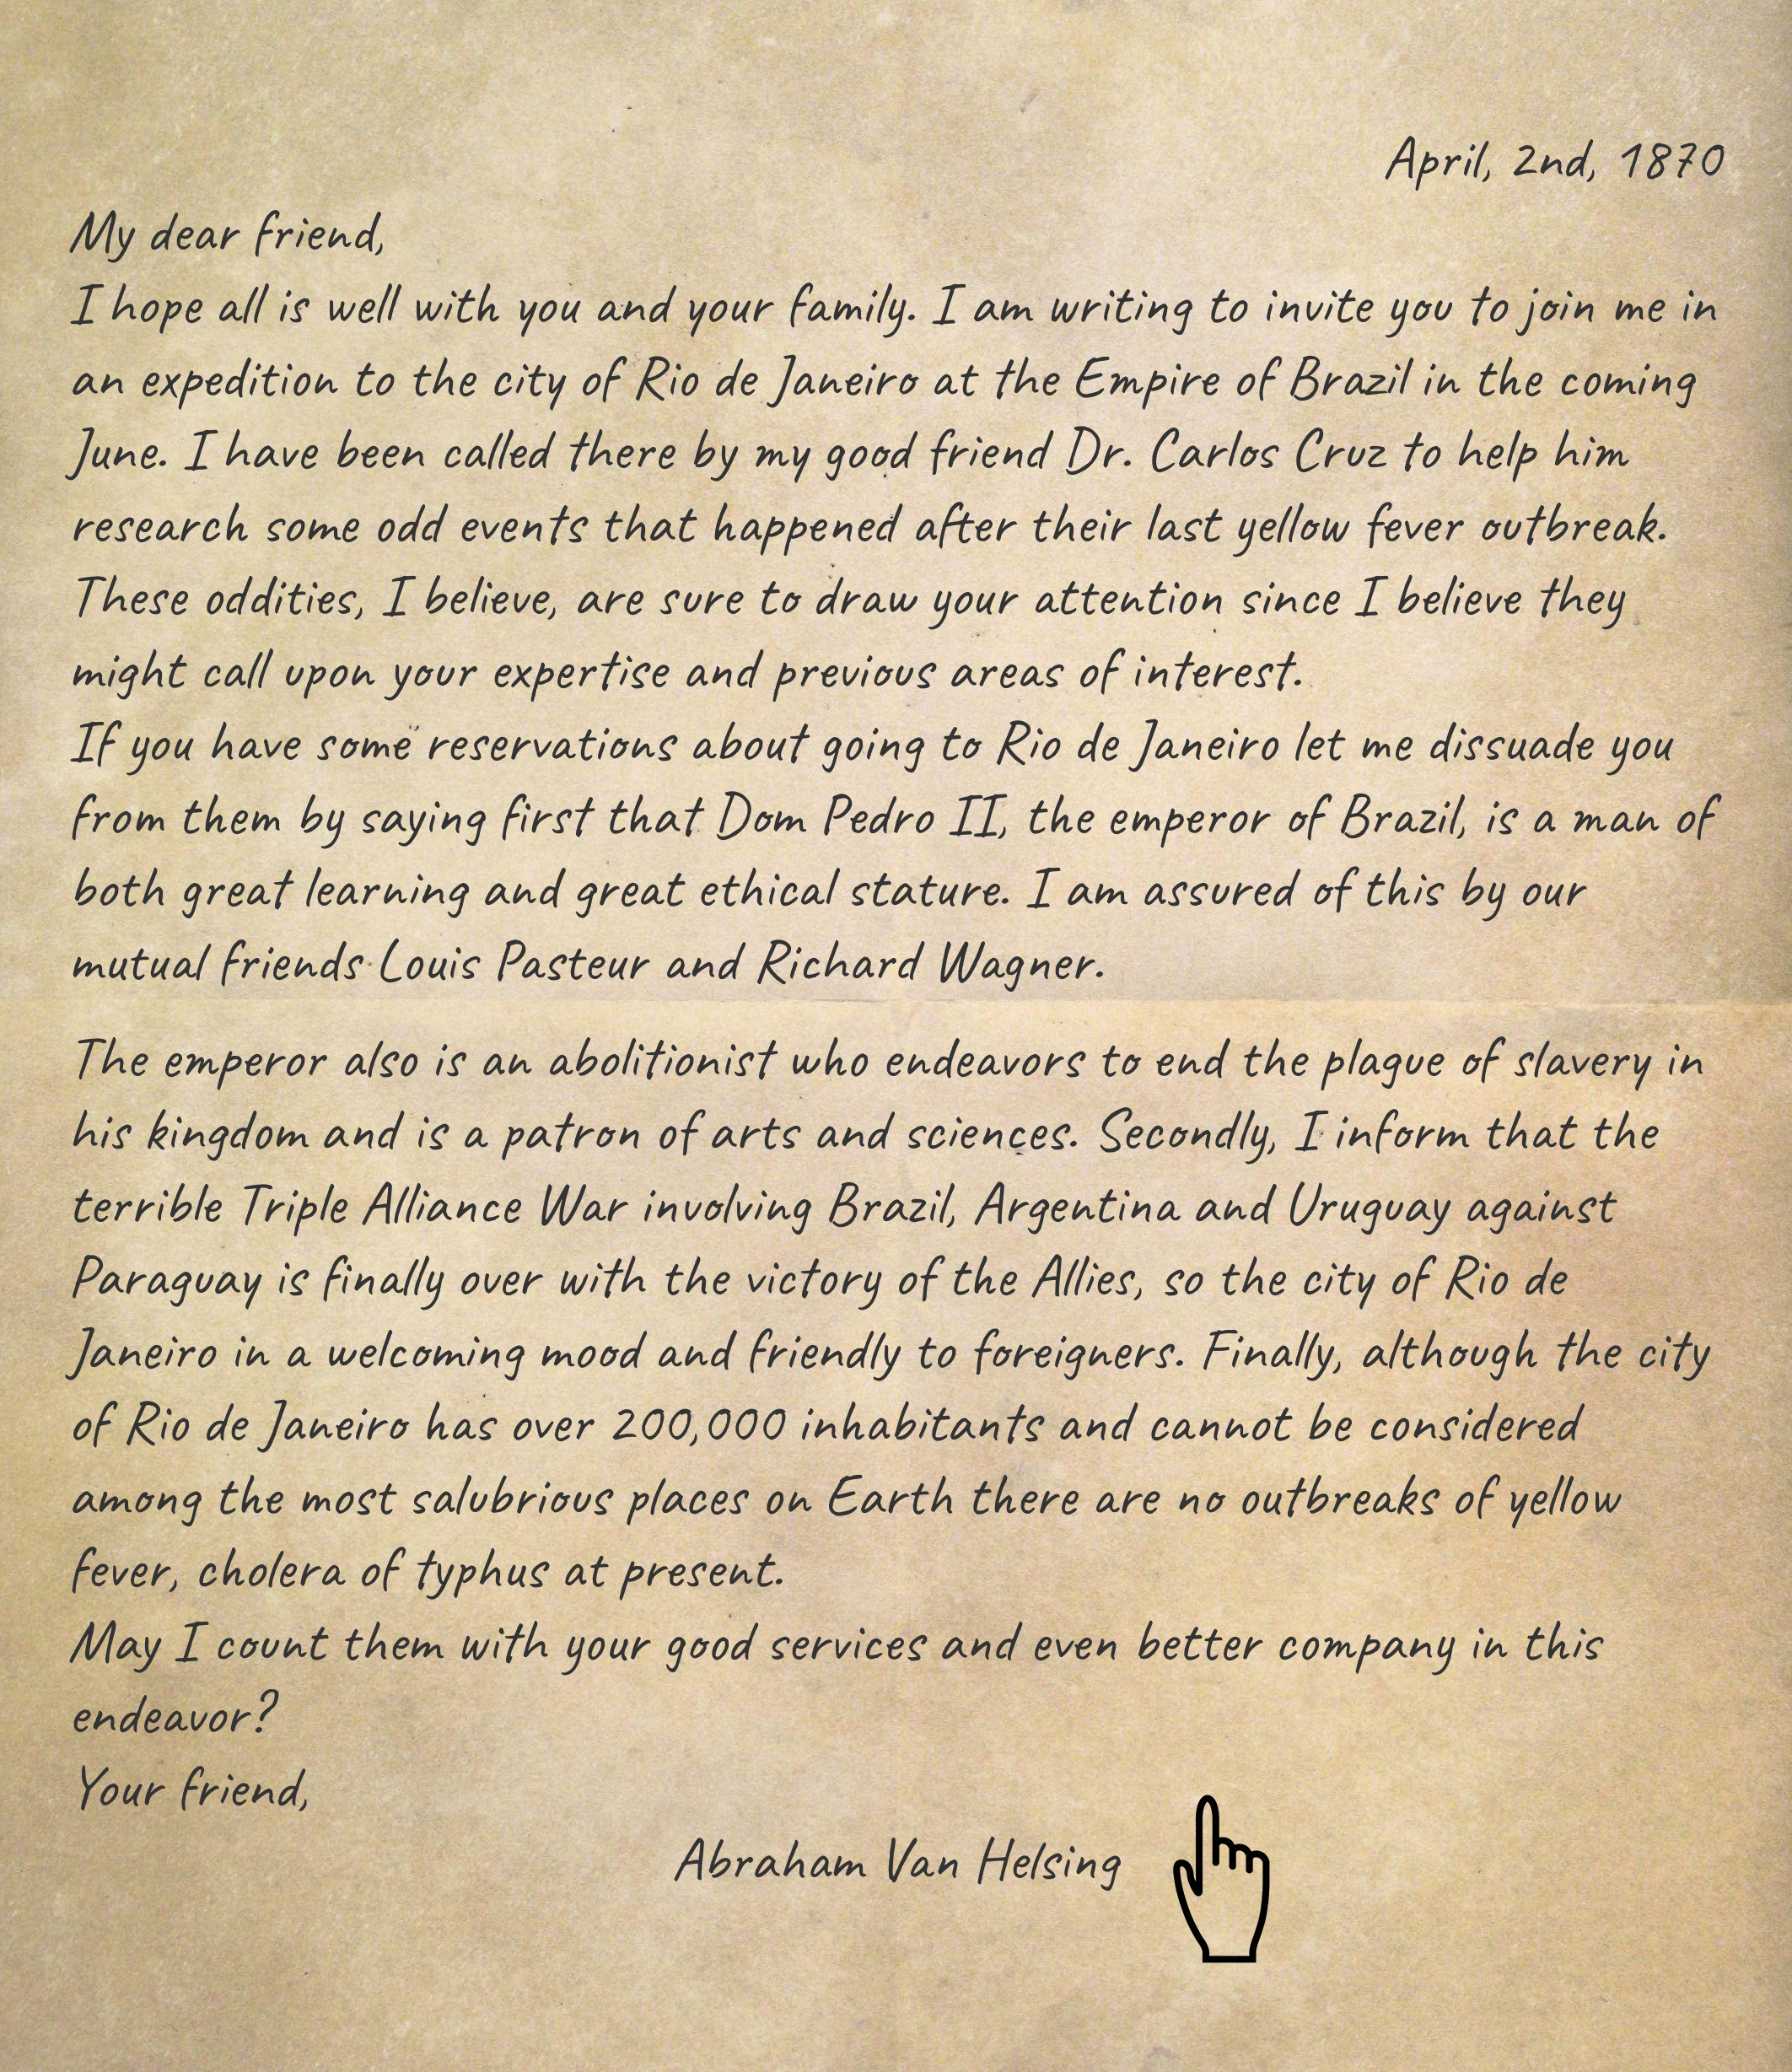 April, 2nd, 1870
My dear friend,
I hope all is well with you and your family. I am writing to invite you to join me in
an expedition to the city of Rio de Janeiro at the Empire of Brazil in the coming
June. I have been called there by my good friend Dr. Carlos Cruz to help him
research some odd events that happened after their last yellow fever outbreak.
These oddities, I believe, are sure to draw your attention since I believe they
might call upon your expertise and previous areas of interest.
If you have some reservations about going to Rio de Janeiro let me dissuade you
from them by saying first that Dom Pedro II, the emperor of Brazil, is a man of
both great learning and great ethical stature. I am assured of this by our
mutual friends Louis Pasteur and Richard Wagner.
The emperor also is an abolitionist who endeavors to end the plague of slavery in
his kingdom and is a patron of arts and sciences. Secondly, I inform that the
terrible Triple Alliance War involving Brazil, Argentina and Uruguay against
Paraguay is finally over with the victory of the Allies, so the city of Rio de
Janeiro in a welcoming mood and friendly to foreigners. Finally, although the city
of Rio de Janeiro has over 200,000 inhabitants and cannot be considered
among the most salubrious places on Earth there are no outbreaks of yellow
fever, cholera of typhus at present.
May I count them with your good services and even better company in this
endeavor?
Your friend,
Abraham Van Helsing